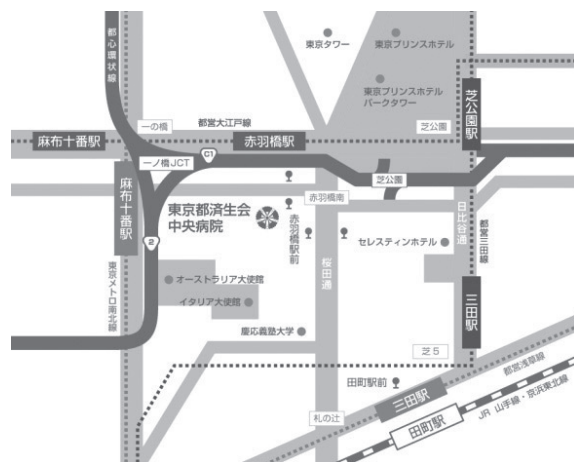 都心環状線
東京タワー
東京プリンスホテル
東京プリンスホテル
パークタワー
一の橋
都営大江戸線
芝公園
芝公園駅
麻布十番駅
赤羽橋駅
一ノ橋JCT
C1
芝公園
麻布十番駅
赤羽橋南
東京都済生会
中央病院
赤羽橋駅前
日比谷通
都営三田線
セレスティンホテル
2
桜田通
東京メトロ南北線
オーストラリア大使館
イタリア大使館
三田駅
慶応義塾大学
芝5
田町駅前
都営浅草線
三田駅
札の辻
田町駅
JR 山手線・京浜東北線